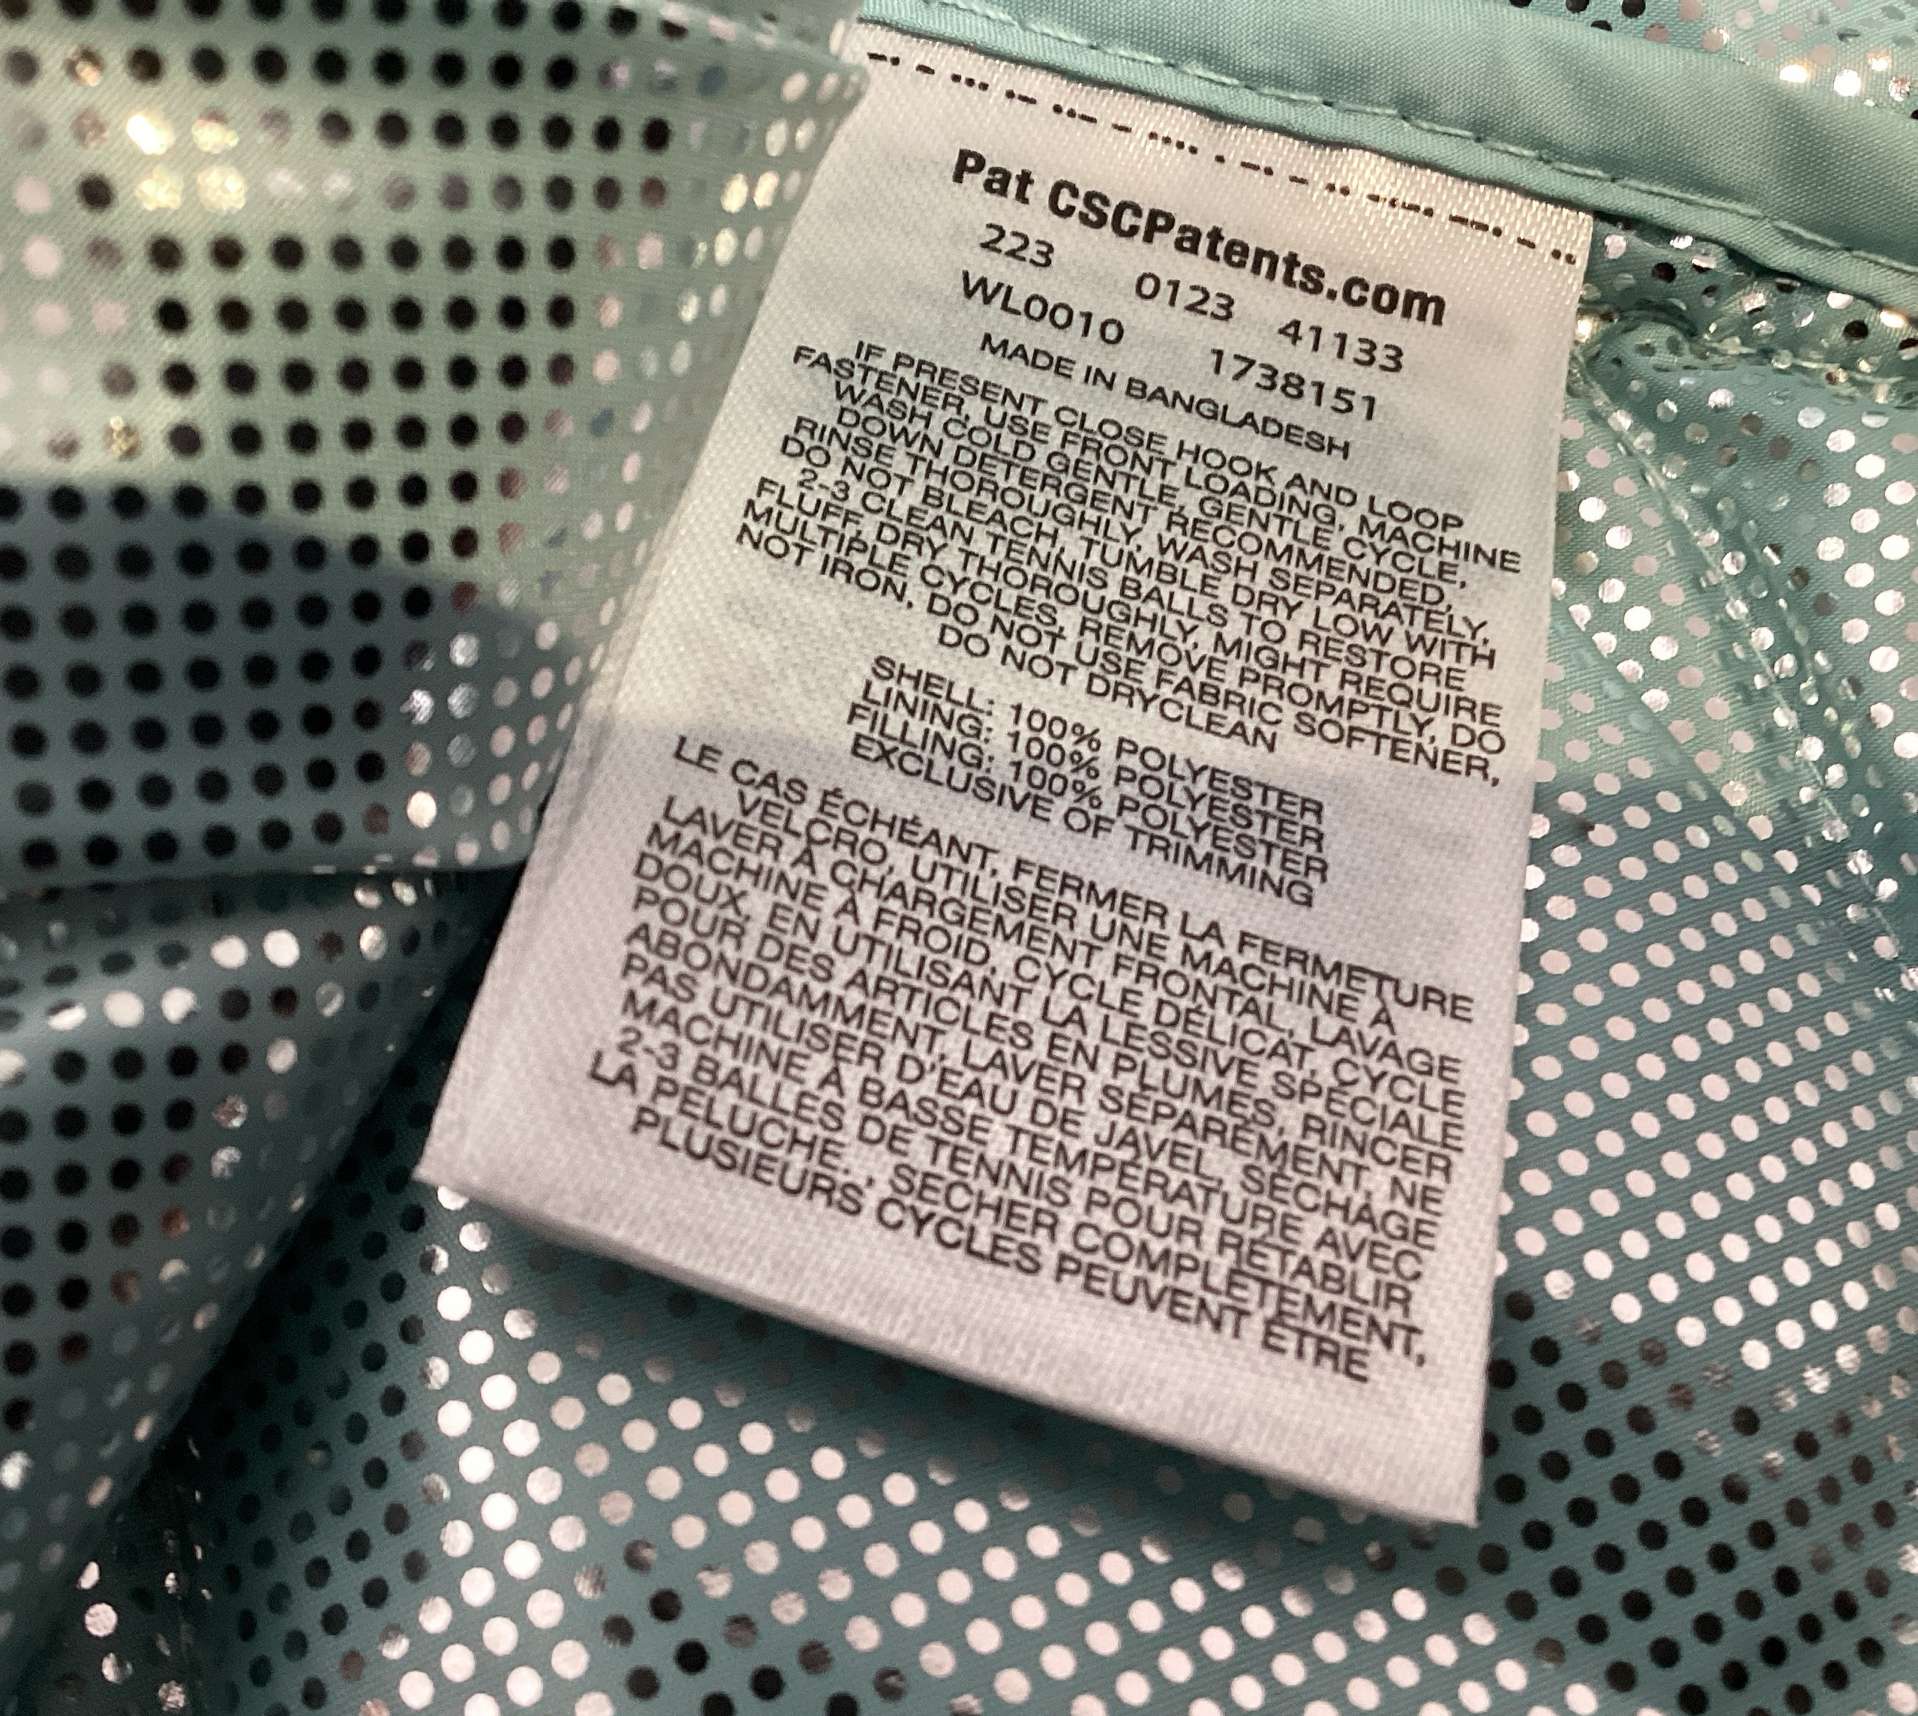 Pat CSCPatents.com
223 0123 41133
WL0010 1738151
MADE IN BANGLADESH
IF PRESENT CLOSE HOOK AND LOOP
FASTENER, USE FRONT LOADING, MACHINE
WASH COLD GENTLE, GENTLE CYCLE,
DOWN DETERGENT RECOMMENDED,
RINSE THOROUGHLY, WASH SEPARATELY,
DO NOT BLEACH, TUMBLE DRY LOW WITH
2-3 CLEAN TENNIS BALLS TO RESTORE
FLUFF, DRY THOROUGHLY, MIGHT REQUIRE
MULTIPLE CYCLES, REMOVE PROMPTLY, DO
NOT IRON, DO NOT USE FABRIC SOFTENER,
DO NOT DRYCLEAN
SHELL: 100% POLYESTER
LINING: 100% POLYESTER
FILLING: 100% POLYESTER
EXCLUSIVE OF TRIMMING
LE CAS ÉCHÉANT, FERMER LA FERMETURE
VELCRO, UTILISER UNE MACHINE À
LAVER À CHARGEMENT FRONTAL, LAVAGE
MACHINE À FROID, CYCLE DÉLICAT, CYCLE
DOUX, EN UTILISANT LA LESSIVE SPÉCIALE
POUR DES ARTICLES EN PLUMES, RINCER
ABONDAMMENT, LAVER SÉPARÉMENT, NE
PAS UTILISER D'EAU DE JAVEL, SÉCHAGE
MACHINE À BASSE TEMPÉRATURE AVEC
2-3 BALLES DE TENNIS POUR RÉTABLIR
LA PELUCHE, , SÉCHER COMPLÈTEMENT,
PLUSIEURS CYCLES PEUVENT ÊTRE